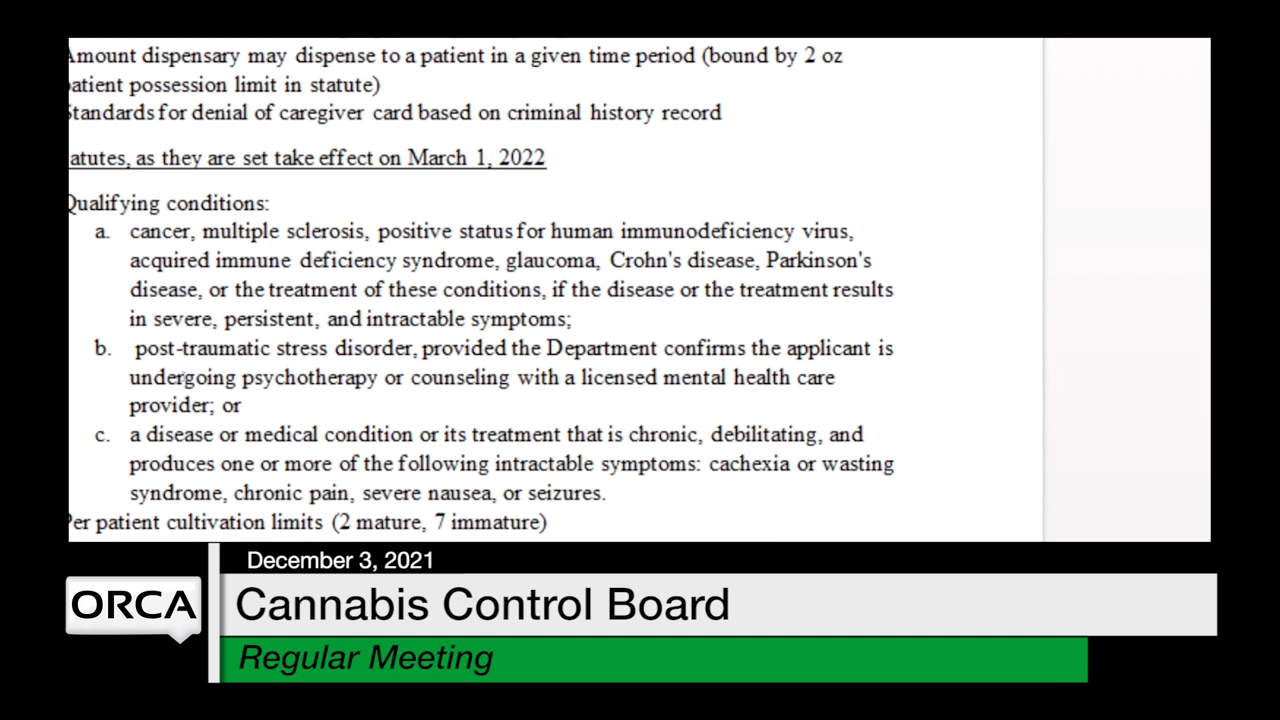 Amount dispensary may dispense to a patient in a given time period (bound by 2 oz
patient possession limit in statute)
Standards for denial of caregiver card based on criminal history record
atutes, as they are set take effect on March 1, 2022
Qualifying conditions:
a. cancer, multiple sclerosis, positive status for human immunodeficiency virus,
acquired immune deficiency syndrome, glaucoma, Crohn's disease, Parkinson's
disease, or the treatment of these conditions, if the disease or the treatment results
in severe, persistent, and intractable symptoms;
b. post-traumatic stress disorder, provided the Department confirms the applicant is
undergoing psychotherapy or counseling with a licensed mental health care
provider; or
c. a disease or medical condition or its treatment that is chronic, debilitating, and
produces one or more of the following intractable symptoms: cachexia or wasting
syndrome, chronic pain, severe nausea, or seizures.
Per patient cultivation limits (2 mature, 7 immature)
December 3, 2021
ORCA
Cannabis Control Board
Regular Meeting